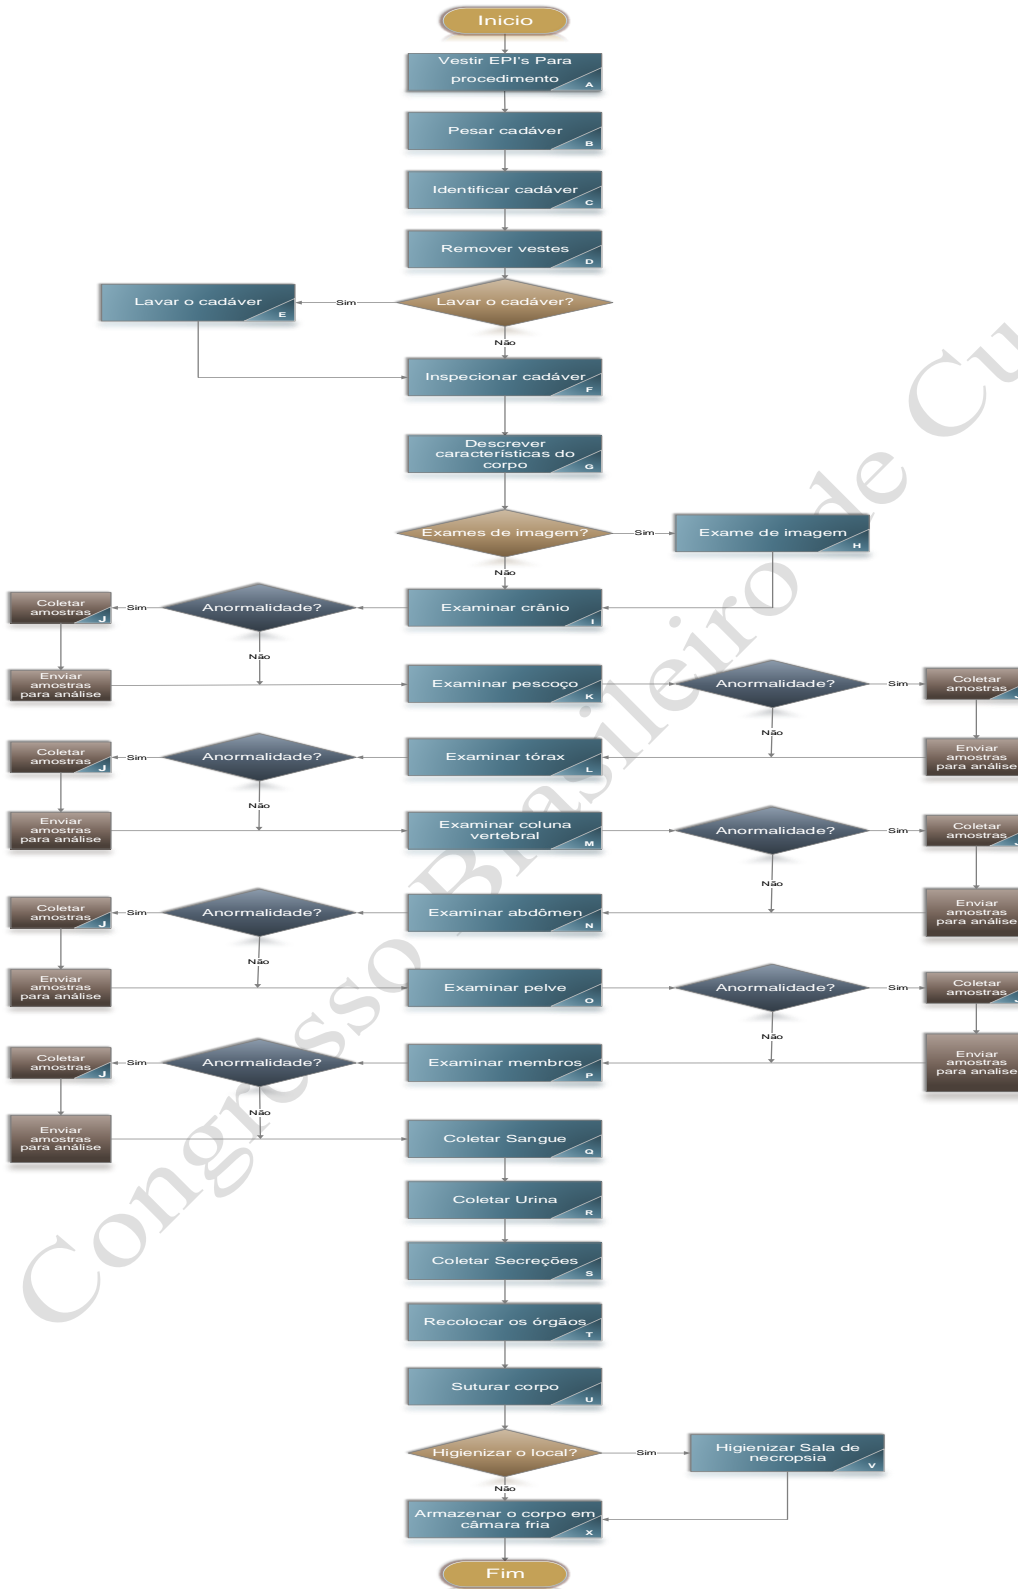 Inicio
Vestir EPI's Para
procedimento
A
Pesar cadáver
B
Identificar cadáver
C
Remover vestes
D
Lavar o cadáver?
Sim
Lavar o cadáver
E
Não
Inspecionar cadáver
F
Descrever
características do
corpo
G
Exames de imagem?
Sim
Exame de imagem
H
Não
Examinar crânio
I
Anormalidade?
Sim
Coletar
amostras
J
Não
Enviar
amostras
para análise
Examinar pescoço
K
Anormalidade?
Sim
Coletar
amostras
J
Não
Enviar
amostras
para análise
Examinar tórax
L
Anormalidade?
Sim
Coletar
amostras
J
Não
Enviar
amostras
para análise
Examinar coluna
vertebral
M
Anormalidade?
Sim
Coletar
amostras
J
Não
Enviar
amostras
para análise
Examinar abdômen
N
Anormalidade?
Sim
Coletar
amostras
J
Não
Enviar
amostras
para análise
Examinar pelve
O
Anormalidade?
Sim
Coletar
amostras
J
Não
Enviar
amostras
para analise
Examinar membros
P
Anormalidade?
Sim
Coletar
amostras
J
Não
Enviar
amostras
para análise
Coletar Sangue
Q
Coletar Urina
R
Coletar Secreções
S
Recolocar os órgãos
T
Suturar corpo
U
Higienizar o local?
Sim
Higienizar Sala de
necropsia
V
Não
Armazenar o corpo em
câmara fria
X
Fim
Congresso Brasileiro de Cu